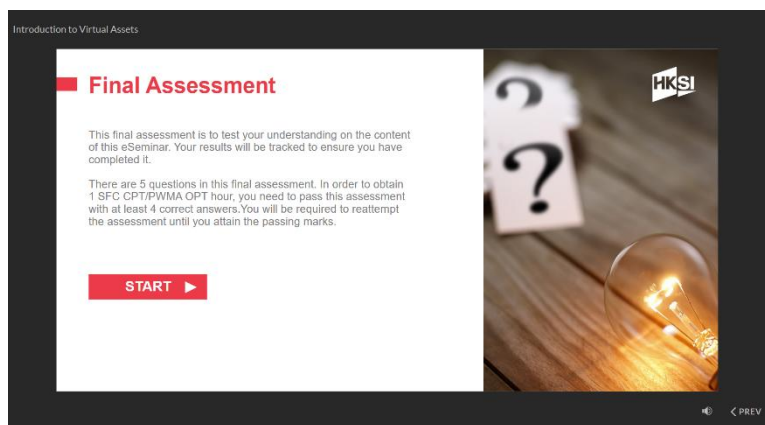 Introduction to Virtual Assets
Final Assessment
HKSI
This final assessment is to test your understanding on the content
of this eSeminar. Your results will be tracked to ensure you have
completed it.
There are 5 questions in this final assessment. In order to obtain
1 SFC CPT/PWMA OPT hour, you need to pass this assessment
with at least 4 correct answers.You will be required to reattempt
the assessment until you attain the passing marks.
START
?
?
PREV